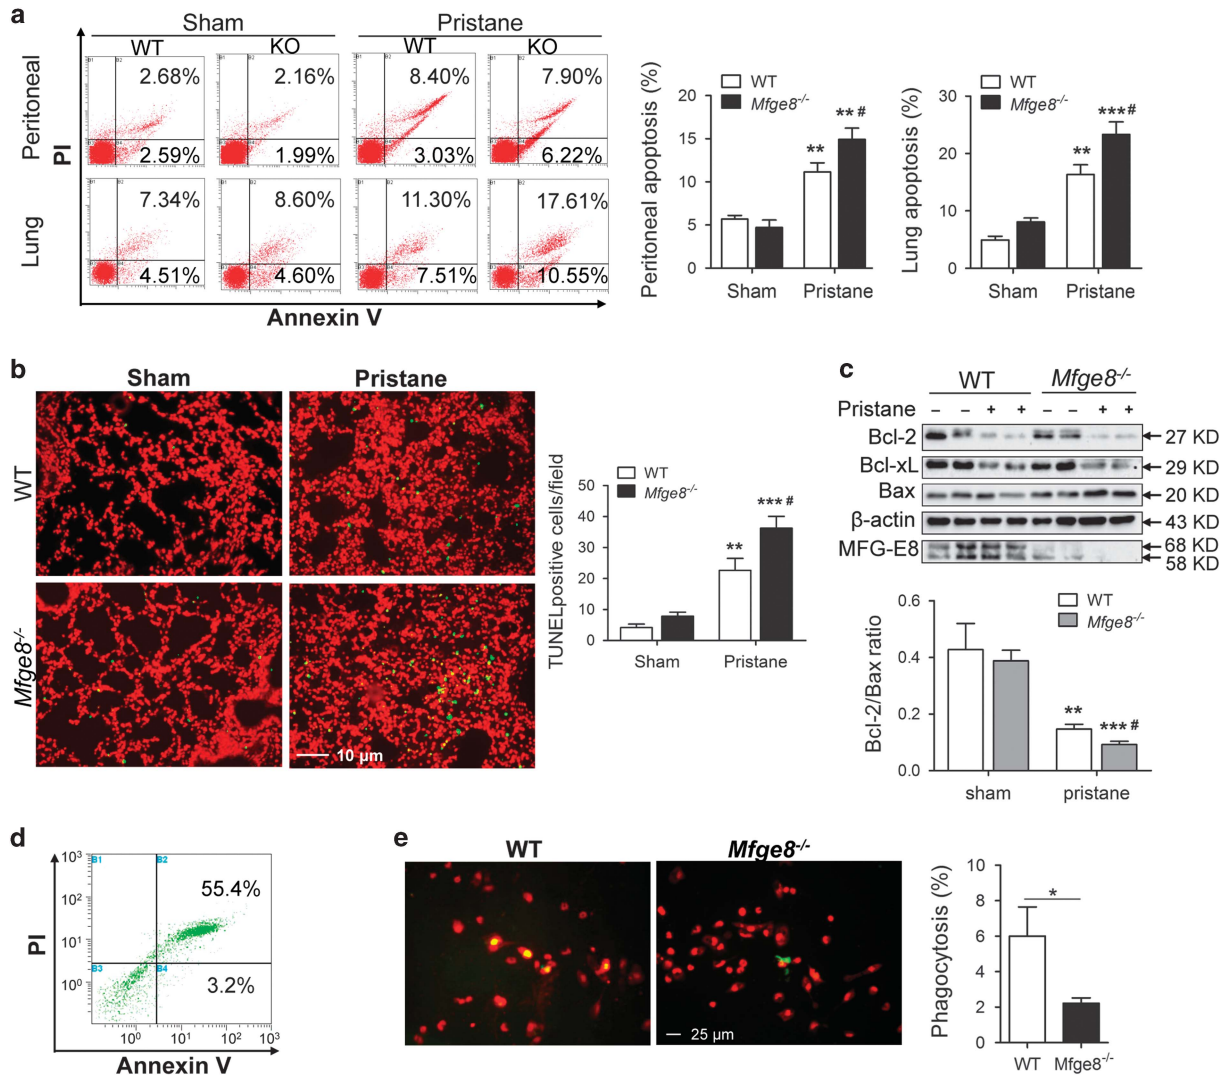 a
Sham Pristane
WT KO WT KO
Peritoneal
Lung
PI
2.68% 2.16% 8.40% 7.90%
2.59% 1.99% 3.03% 6.22%
7.34% 8.60% 11.30% 17.61%
4.51% 4.60% 7.51% 10.55%
Annexin V
Peritoneal apoptosis (%)
WT
Mfge8-/-
20
15
10
5
0
** ** #
Sham Pristane
Lung apoptosis (%)
WT
Mfge8-/-
30
20
10
0
** *** #
Sham Pristane
b
Sham Pristane
WT
Mfge8-/-
10 µm
TUNELpositive cells/field
WT
Mfge8-/-
50
40
30
20
10
0
** *** #
Sham Pristane
c
WT Mfge8-/-
Pristane – – + + – – + +
Bcl-2 27 KD
Bcl-xL 29 KD
Bax 20 KD
β-actin 43 KD
MFG-E8 68 KD
58 KD
Bcl-2/Bax ratio
WT
Mfge8-/-
0.6
0.4
0.2
0.0
** *** #
sham pristane
d
PI
103
102
101
100
B1 B2
B3 B4
55.4%
3.2%
100 101 102 103
Annexin V
e
WT Mfge8-/-
25 µm
Phagocytosis (%)
10
8
6
4
2
0
*
WT Mfge8-/-